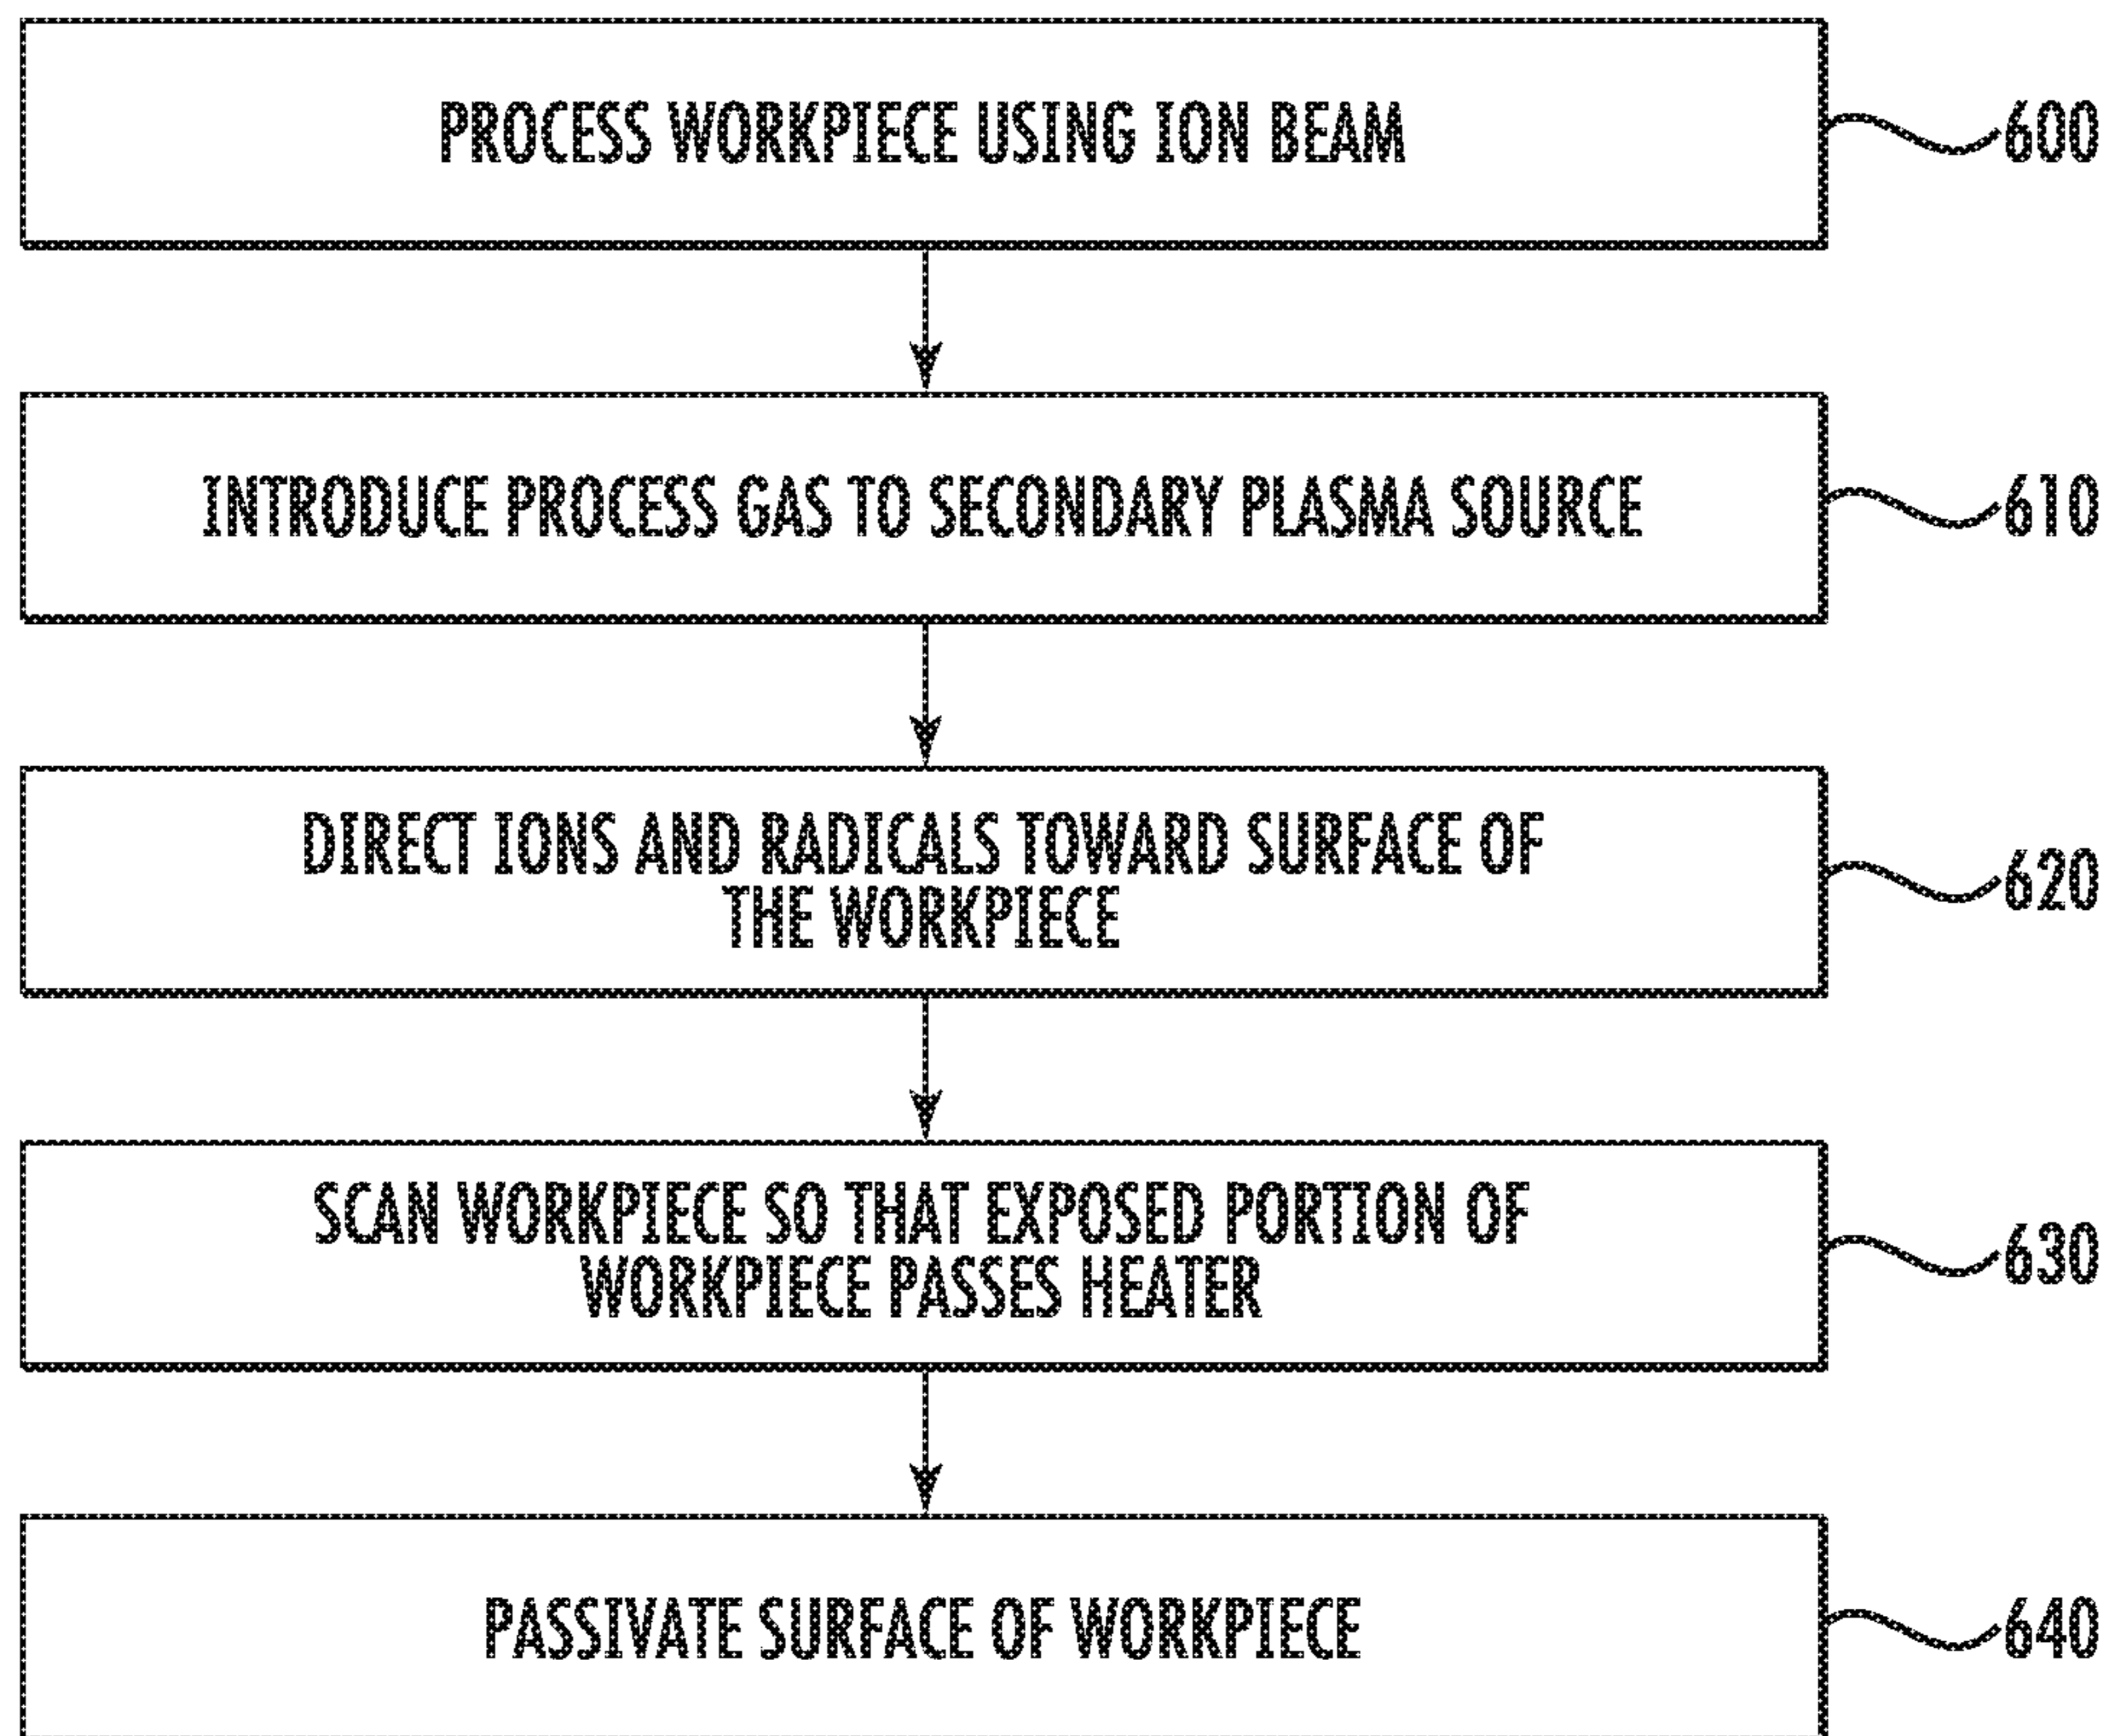 PROCESS WORKPIECE USING ION BEAM
600
INTRODUCE PROCESS GAS TO SECONDARY PLASMA SOURCE
610
DIRECT IONS AND RADICALS TOWARD SURFACE OF
THE WORKPIECE
620
SCAN WORKPIECE SO THAT EXPOSED PORTION OF
WORKPIECE PASSES HEATER
630
PASSIVATE SURFACE OF WORKPIECE
640